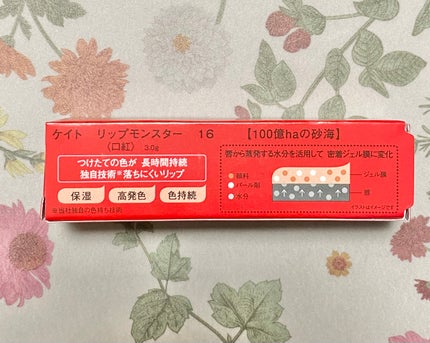 ケイト リップモンスター 16 【100億haの砂海】
（口紅） 3.0g
つけたての色が 長時間持続
独自技術※落ちにくいリップ
保湿 高発色 色持続
※当社独自の色持ち技術
唇から蒸発する水分を活用して 密着ジェル膜に変化
顔料
パール剤
水分
ジェル膜
唇
イラストはイメージです